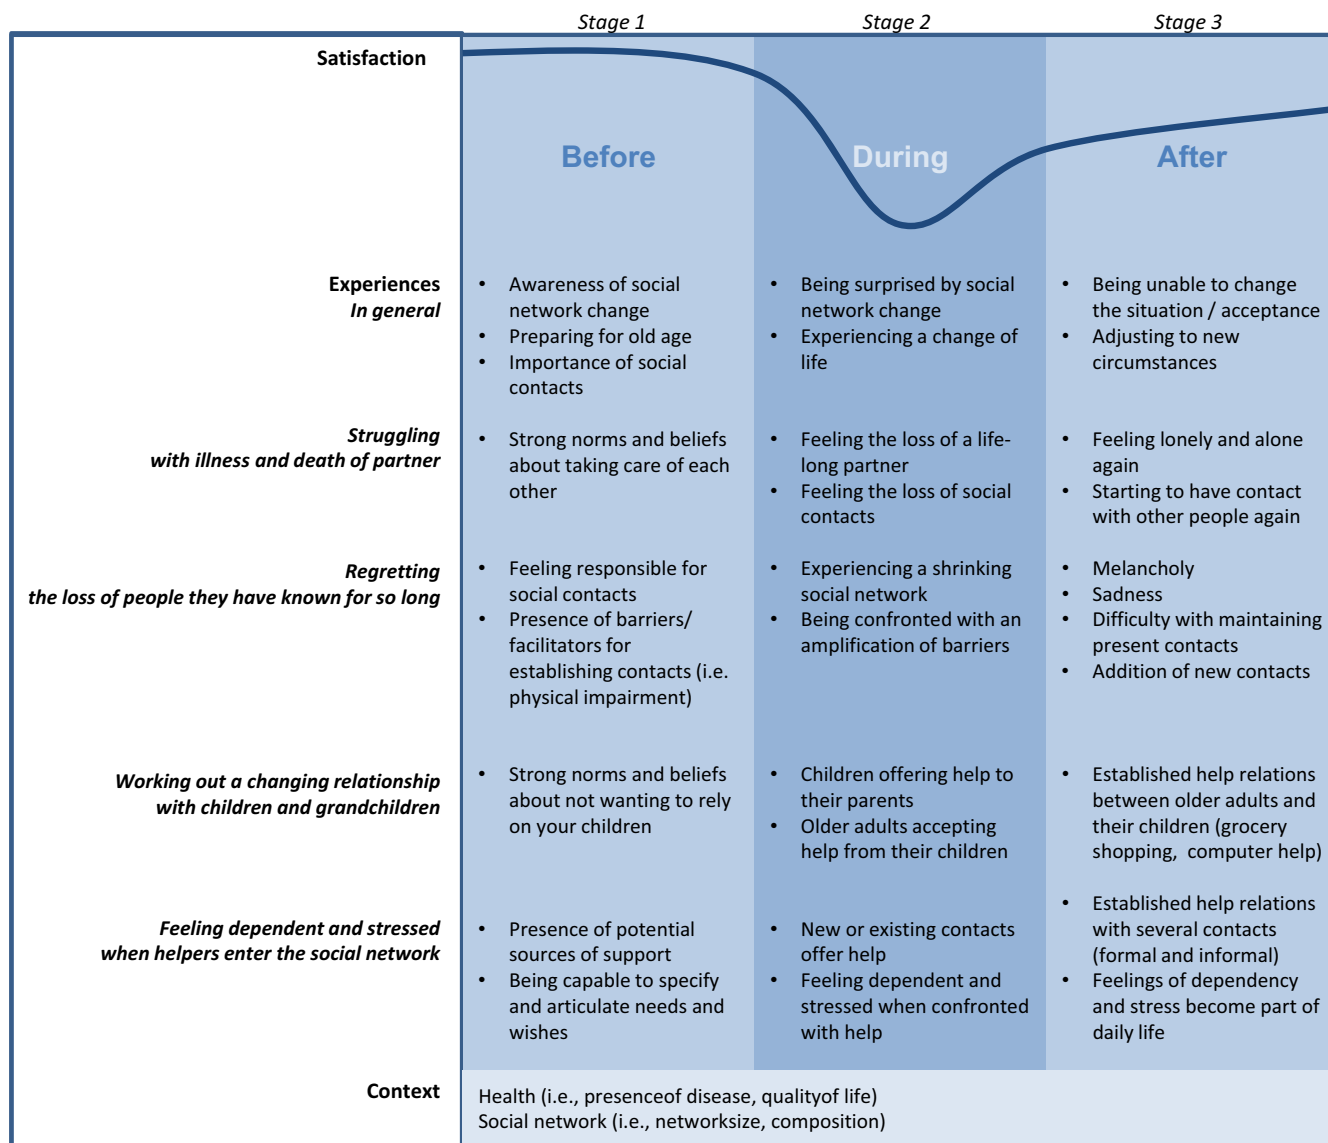 Stage 1
Stage 2
Stage 3
Satisfaction
Before
During
After
Experiences
In general
• Awareness of social
network change
• Preparing for old age
• Importance of social
contacts
• Being surprised by social
network change
• Experiencing a change of
life
• Being unable to change
the situation / acceptance
• Adjusting to new
circumstances
Struggling
with illness and death of partner
• Strong norms and beliefs
about taking care of each
other
• Feeling the loss of a life-
long partner
• Feeling the loss of social
contacts
• Feeling lonely and alone
again
• Starting to have contact
with other people again
Regretting
the loss of people they have known for so long
• Feeling responsible for
social contacts
• Presence of barriers/
facilitators for
establishing contacts (i.e.
physical impairment)
• Experiencing a shrinking
social network
• Being confronted with an
amplification of barriers
• Melancholy
• Sadness
• Difficulty with maintaining
present contacts
• Addition of new contacts
Working out a changing relationship
with children and grandchildren
• Strong norms and beliefs
about not wanting to rely
on your children
• Children offering help to
their parents
• Older adults accepting
help from their children
• Established help relations
between older adults and
their children (grocery
shopping, computer help)
Feeling dependent and stressed
when helpers enter the social network
• Presence of potential
sources of support
• Being capable to specify
and articulate needs and
wishes
• New or existing contacts
offer help
• Feeling dependent and
stressed when confronted
with help
• Established help relations
with several contacts
(formal and informal)
• Feelings of dependency
and stress become part of
daily life
Context
Health (i.e., presenceof disease, qualityof life)
Social network (i.e., networksize, composition)